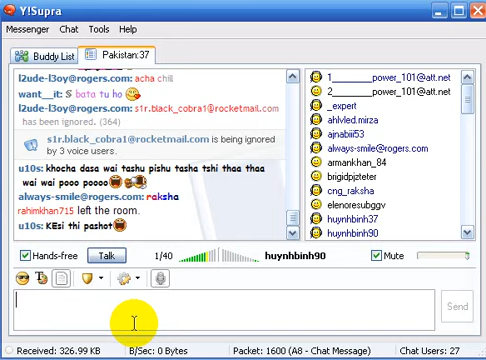 Y!Supra
Messenger Chat Tools Help
Buddy List
Pakistan:37
l2ude-l3oy@rogers.com: acha chill
want__it: S bata tu ho
l2ude-l3oy@rogers.com: s1r.black_cobra1@rocketmail.com
has been ignored. (364)
s1r.black_cobra1@rocketmail.com is being ignored
by 3 voice users.
u10s: khocha dasa wai tashu pishu tasha tshi thaa thaa
wai wai pooo poooo
always-smile@rogers.com: raksha
rahimkhan715 left the room.
u10s: KEsi thi pashot
1________power_101@att.net
2________power_101@att.net
_expert
ahlvled.mirza
ajnabiii53
always-smile@rogers.com
armankhan_84
brigidpjzteter
cng_raksha
elenoresubggv
huynhbinh37
huynhbinh90
Hands-free
Talk
1/40
huynhbinh90
Mute
Send
Received: 326.99 KB
B/Sec: 0 Bytes
Packet: 1600 (A8 - Chat Message)
Chat Users: 27